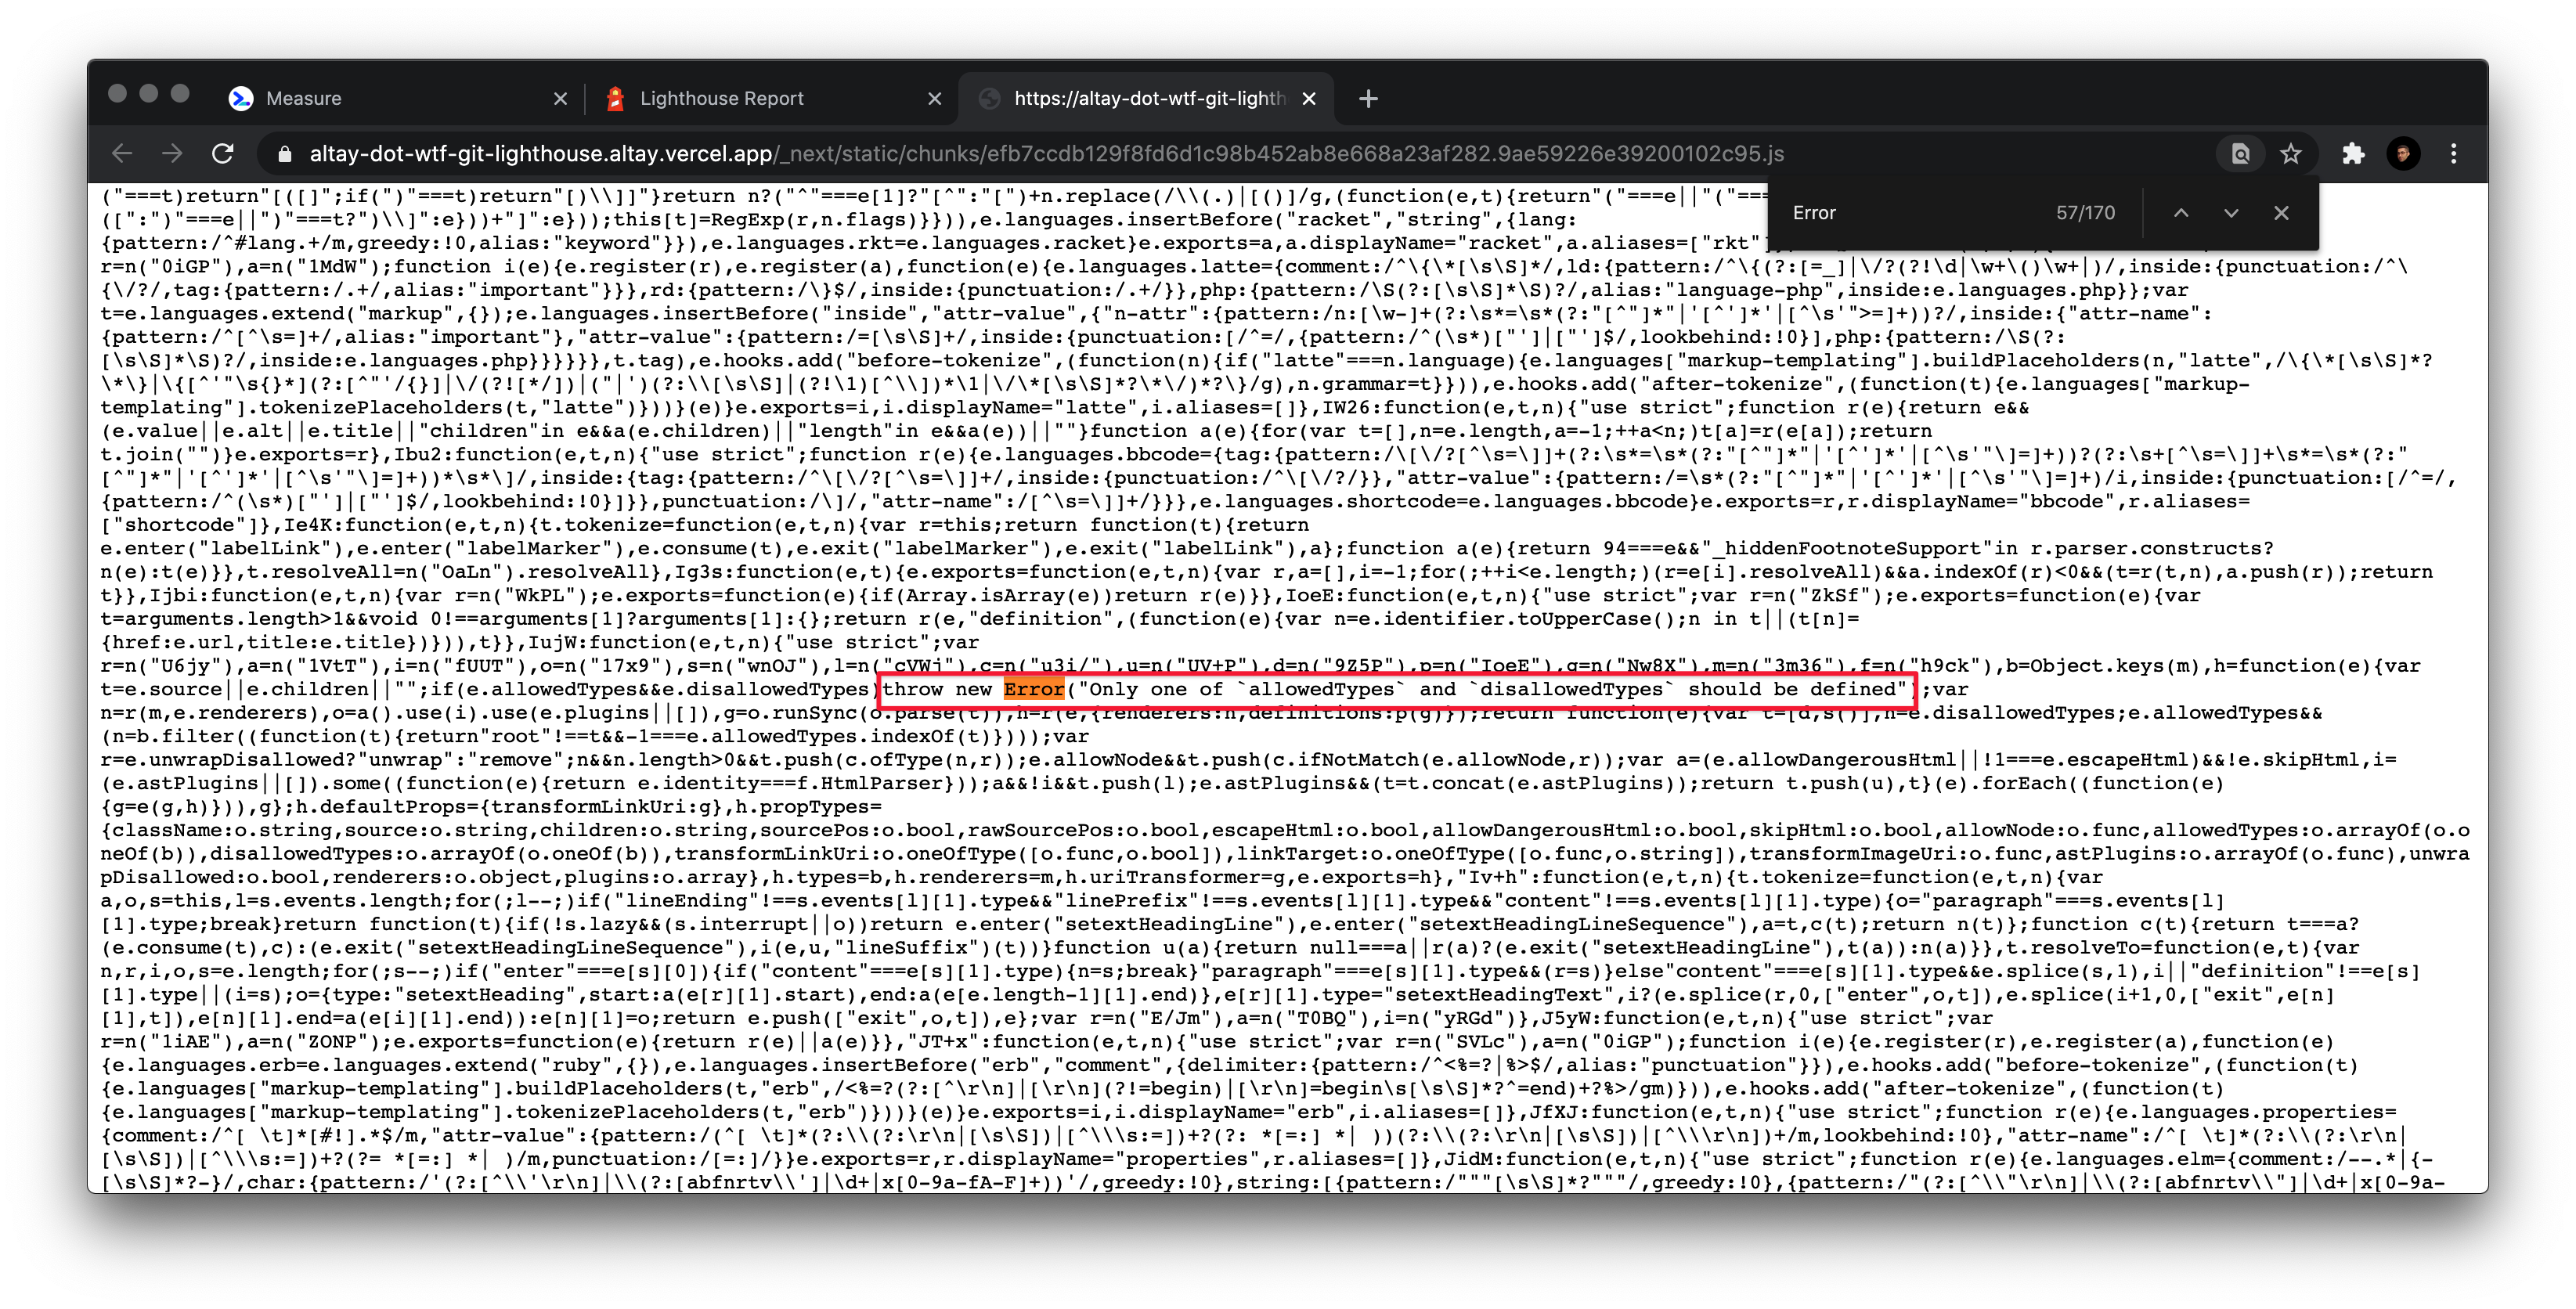 Measure
Lighthouse Report
https://altay-dot-wtf-git-lighth
altay-dot-wtf-git-lighthouse.altay.vercel.app/_next/static/chunks/efb7ccdb129f8fd6d1c98b452ab8e668a23af282.9ae59226e39200102c95.js
Error
57/170
("===t)return"[([]";if(")"===t)return"[)\\]]"}return n?("^"===e[1]?"[^":"[")+n.replace(/\\(.)|[()]/g,(function(e,t){return"("===e||"("===
([":")"===e||")"===t?")\\]":e}))+"]":e}));this[t]=RegExp(r,n.flags)}})),e.languages.insertBefore("racket","string",{lang:
{pattern:/^#lang.+/m,greedy:!0,alias:"keyword"}}),e.languages.rkt=e.languages.racket}e.exports=a,a.displayName="racket",a.aliases=["rkt"
r=n("0iGP"),a=n("1MdW");function i(e){e.register(r),e.register(a),function(e){e.languages.latte={comment:/^\{\*[\s\S]*/,ld:{pattern:/^\{(?:[=_]|\/?(?!\d|\w+\()\w+|)/,inside:{punctuation:/^\
{\/?/,tag:{pattern:/.+/,alias:"important"}}},rd:{pattern:/\}$/,inside:{punctuation:/.+/}},php:{pattern:/\S(?:[\s\S]*\S)?/,alias:"language-php",inside:e.languages.php}};var
t=e.languages.extend("markup",{});e.languages.insertBefore("inside","attr-value",{"n-attr":{pattern:/n:[\w-]+(?:\s*=\s*(?:"[^"]*"|'[^']*'|[^\s'">=]+))?/,inside:{"attr-name":
{pattern:/^[^\s=]+/,alias:"important"},"attr-value":{pattern:/=[\s\S]+/,inside:{punctuation:[/^=/,{pattern:/^(\s*)["']|["']$/,lookbehind:!0}],php:{pattern:/\S(?:
[\s\S]*\S)?/,inside:e.languages.php}}}}}},t.tag),e.hooks.add("before-tokenize",(function(n){if("latte"===n.language){e.languages["markup-templating"].buildPlaceholders(n,"latte",/\{\*[\s\S]*?
\*\}|\{[^'"\s{}*](?:[^"'/{}]|\/(?![*/])|("|')(?:\\[\s\S]|(?!\1)[^\\])*\1|\/\*[\s\S]*?\*\/)*?\}/g),n.grammar=t}})),e.hooks.add("after-tokenize",(function(t){e.languages["markup-
templating"].tokenizePlaceholders(t,"latte")}))}(e)}e.exports=i,i.displayName="latte",i.aliases=[]},IW26:function(e,t,n){"use strict";function r(e){return e&&
(e.value||e.alt||e.title||"children"in e&&a(e.children)||"length"in e&&a(e))||""}function a(e){for(var t=[],n=e.length,a=-1;++a<n;)t[a]=r(e[a]);return
t.join("")}e.exports=r},Ibu2:function(e,t,n){"use strict";function r(e){e.languages.bbcode={tag:{pattern:/\[\/?[^\s=\]]+(?:\s*=\s*(?:"[^"]*"|'[^']*'|[^\s'"\]=]+))?(?:\s+[^\s=\]]+\s*=\s*(?:"
[^"]*"|'[^']*'|[^\s'"\]=]+))*\s*\]/,inside:{tag:{pattern:/^\[\/?[^\s=\]]+/,inside:{punctuation:/^\[\/?/}},"attr-value":{pattern:/=\s*(?:"[^"]*"|'[^']*'|[^\s'"\]=]+)/i,inside:{punctuation:[/^=/,
{pattern:/^(\s*)["']|["']$/,lookbehind:!0}]}},punctuation:/\]/,"attr-name":/[^\s=\]]+/}}},e.languages.shortcode=e.languages.bbcode}e.exports=r,r.displayName="bbcode",r.aliases=
["shortcode"]},Ie4K:function(e,t,n){t.tokenize=function(e,t,n){var r=this;return function(t){return
e.enter("labelLink"),e.enter("labelMarker"),e.consume(t),e.exit("labelMarker"),e.exit("labelLink"),a};function a(e){return 94===e&&"_hiddenFootnoteSupport"in r.parser.constructs?
n(e):t(e)}},t.resolveAll=n("OaLn").resolveAll},Ig3s:function(e,t){e.exports=function(e,t,n){var r,a=[],i=-1;for(;++i<e.length;)(r=e[i].resolveAll)&&a.indexOf(r)<0&&(t=r(t,n),a.push(r));return
t}},Ijbi:function(e,t,n){var r=n("WkPL");e.exports=function(e){if(Array.isArray(e))return r(e)}},IoeE:function(e,t,n){"use strict";var r=n("ZkSf");e.exports=function(e){var
t=arguments.length>1&&void 0!==arguments[1]?arguments[1]:{};return r(e,"definition",(function(e){var n=e.identifier.toUpperCase();n in t||(t[n]=
{href:e.url,title:e.title})})),t}},IujW:function(e,t,n){"use strict";var
r=n("U6jy"),a=n("1VtT"),i=n("fUUT"),o=n("17x9"),s=n("wnOJ"),l=n("cVWj"),c=n("u3i/"),u=n("UV+P"),d=n("9Z5P"),p=n("IoeE"),g=n("Nw8X"),m=n("3m36"),f=n("h9ck"),b=Object.keys(m),h=function(e){var
t=e.source||e.children||"";if(e.allowedTypes&&e.disallowedTypes)throw new Error("Only one of `allowedTypes` and `disallowedTypes` should be defined");var
n=r(m,e.renderers),o=a().use(i).use(e.plugins||[]),g=o.runSync(o.parse(t)),h=r(e,{renderers:n,definitions:p(g)});return function(e){var t=[d,s()],n=e.disallowedTypes;e.allowedTypes&&
(n=b.filter((function(t){return"root"!==t&&-1===e.allowedTypes.indexOf(t)})));var
r=e.unwrapDisallowed?"unwrap":"remove";n&&n.length>0&&t.push(c.ofType(n,r));e.allowNode&&t.push(c.ifNotMatch(e.allowNode,r));var a=(e.allowDangerousHtml||!1===e.escapeHtml)&&!e.skipHtml,i=
(e.astPlugins||[]).some((function(e){return e.identity===f.HtmlParser}));a&&!i&&t.push(l);e.astPlugins&&(t=t.concat(e.astPlugins));return t.push(u),t}(e).forEach((function(e)
{g=e(g,h)})),g};h.defaultProps={transformLinkUri:g},h.propTypes=
{className:o.string,source:o.string,children:o.string,sourcePos:o.bool,rawSourcePos:o.bool,escapeHtml:o.bool,allowDangerousHtml:o.bool,skipHtml:o.bool,allowNode:o.func,allowedTypes:o.arrayOf(o.o
neOf(b)),disallowedTypes:o.arrayOf(o.oneOf(b)),transformLinkUri:o.oneOfType([o.func,o.bool]),linkTarget:o.oneOfType([o.func,o.string]),transformImageUri:o.func,astPlugins:o.arrayOf(o.func),unwra
pDisallowed:o.bool,renderers:o.object,plugins:o.array},h.types=b,h.renderers=m,h.uriTransformer=g,e.exports=h},"Iv+h":function(e,t,n){t.tokenize=function(e,t,n){var
a,o,s=this,l=s.events.length;for(;l--;)if("lineEnding"!==s.events[l][1].type&&"linePrefix"!==s.events[l][1].type&&"content"!==s.events[l][1].type){o="paragraph"===s.events[l]
[1].type;break}return function(t){if(!s.lazy&&(s.interrupt||o))return e.enter("setextHeadingLine"),e.enter("setextHeadingLineSequence"),a=t,c(t);return n(t)};function c(t){return t===a?
(e.consume(t),c):(e.exit("setextHeadingLineSequence"),i(e,u,"lineSuffix")(t))}function u(a){return null===a||r(a)?(e.exit("setextHeadingLine"),t(a)):n(a)}},t.resolveTo=function(e,t){var
n,r,i,o,s=e.length;for(;s--;)if("enter"===e[s][0]){if("content"===e[s][1].type){n=s;break}"paragraph"===e[s][1].type&&(r=s)}else"content"===e[s][1].type&&e.splice(s,1),i||"definition"!==e[s]
[1].type||(i=s);o={type:"setextHeading",start:a(e[r][1].start),end:a(e[e.length-1][1].end)},e[r][1].type="setextHeadingText",i?(e.splice(r,0,["enter",o,t]),e.splice(i+1,0,["exit",e[n]
[1],t]),e[n][1].end=a(e[i][1].end)):e[n][1]=o;return e.push(["exit",o,t]),e};var r=n("E/Jm"),a=n("T0BQ"),i=n("yRGd")},J5yW:function(e,t,n){"use strict";var
r=n("1iAE"),a=n("ZONP");e.exports=function(e){return r(e)||a(e)}},"JT+x":function(e,t,n){"use strict";var r=n("SVLc"),a=n("0iGP");function i(e){e.register(r),e.register(a),function(e)
{e.languages.erb=e.languages.extend("ruby",{}),e.languages.insertBefore("erb","comment",{delimiter:{pattern:/^<%=?|%>$/,alias:"punctuation"}}),e.hooks.add("before-tokenize",(function(t)
{e.languages["markup-templating"].buildPlaceholders(t,"erb",/<%=?(?:[^\r\n]|[\r\n](?!=begin)|[\r\n]=begin\s[\s\S]*?^=end)+?%>/gm)})),e.hooks.add("after-tokenize",(function(t)
{e.languages["markup-templating"].tokenizePlaceholders(t,"erb")}))}(e)}e.exports=i,i.displayName="erb",i.aliases=[]},JfXJ:function(e,t,n){"use strict";function r(e){e.languages.properties=
{comment:/^[ \t]*[#!].*$/m,"attr-value":{pattern:/(^[ \t]*(?:\\(?:\r\n|[\s\S])|[^\\\s:=])+?(?: *[=:] *| ))(?:\\(?:\r\n|[\s\S])|[^\\\r\n])+/m,lookbehind:!0},"attr-name":/^[ \t]*(?:\\(?:\r\n|
[\s\S])|[^\\\s:=])+?(?= *[=:] *| )/m,punctuation:/[=:]/}}e.exports=r,r.displayName="properties",r.aliases=[]},JidM:function(e,t,n){"use strict";function r(e){e.languages.elm={comment:/--.*|{-
[\s\S]*?-}/,char:{pattern:/'(?:[^\\'\r\n]|\\(?:[abfnrtv\\']|\d+|x[0-9a-fA-F]+))'/,greedy:!0},string:[{pattern:/"""[\s\S]*?"""/,greedy:!0},{pattern:/"(?:[^\\"\r\n]|\\(?:[abfnrtv\\"]|\d+|x[0-9a-